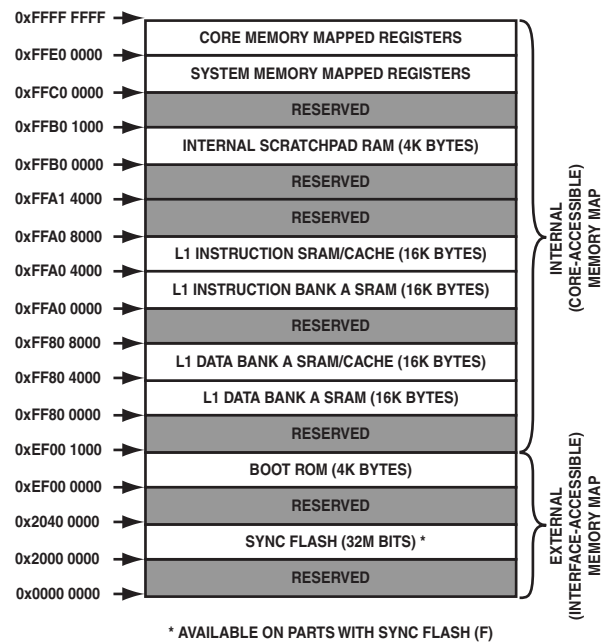 0xFFFF FFFF
CORE MEMORY MAPPED REGISTERS
0xFFE0 0000
SYSTEM MEMORY MAPPED REGISTERS
0xFFC0 0000
RESERVED
0xFFB0 1000
INTERNAL SCRATCHPAD RAM (4K BYTES)
0xFFB0 0000
RESERVED
0xFFA1 4000
RESERVED
0xFFA0 8000
L1 INSTRUCTION SRAM/CACHE (16K BYTES)
0xFFA0 4000
L1 INSTRUCTION BANK A SRAM (16K BYTES)
0xFFA0 0000
RESERVED
0xFF80 8000
L1 DATA BANK A SRAM/CACHE (16K BYTES)
0xFF80 4000
L1 DATA BANK A SRAM (16K BYTES)
0xFF80 0000
RESERVED
0xEF00 1000
BOOT ROM (4K BYTES)
0xEF00 0000
RESERVED
0x2040 0000
SYNC FLASH (32M BITS) *
0x2000 0000
RESERVED
0x0000 0000
INTERNAL
(CORE-ACCESSIBLE)
MEMORY MAP
EXTERNAL
(INTERFACE-ACCESSIBLE)
MEMORY MAP
* AVAILABLE ON PARTS WITH SYNC FLASH (F)